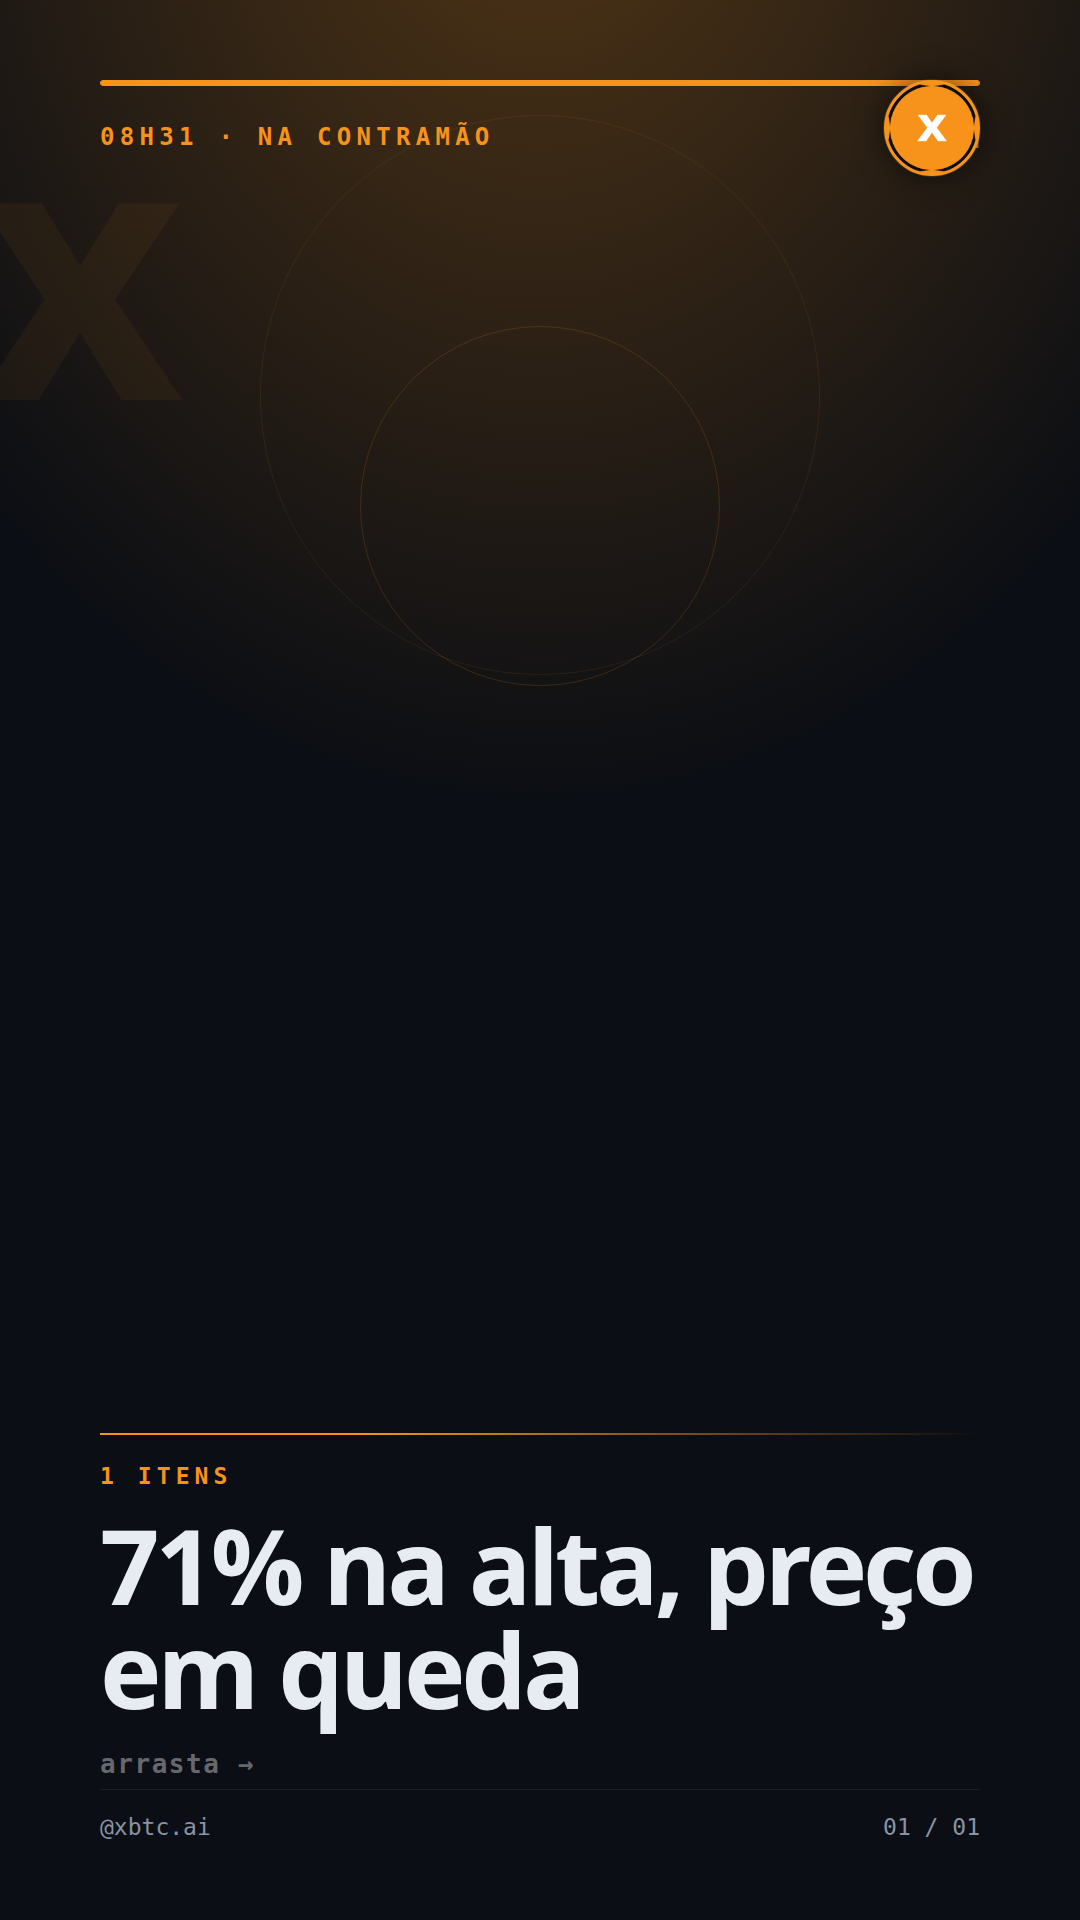 08H31 · NA CONTRAMÃO
x
x
1 ITENS
71% na alta, preço
em queda
arrasta →
@xbtc.ai
01 / 01